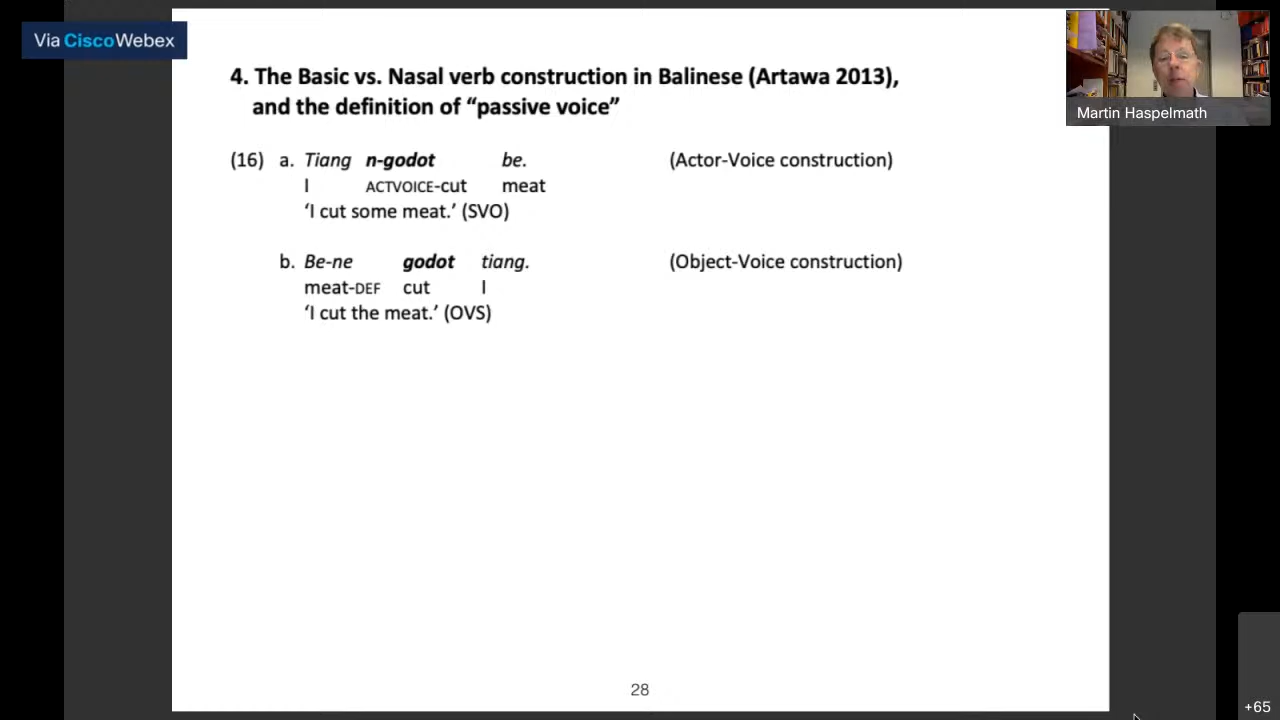 Via CiscoWebex
Martin Haspelmath
4. The Basic vs. Nasal verb construction in Balinese (Artawa 2013),
and the definition of “passive voice”
(16) a. Tiang n-godot be. (Actor-Voice construction)
I ACTVOICE-cut meat
‘I cut some meat.’ (SVO)
b. Be-ne godot tiang. (Object-Voice construction)
meat-DEF cut I
‘I cut the meat.’ (OVS)
28
+65